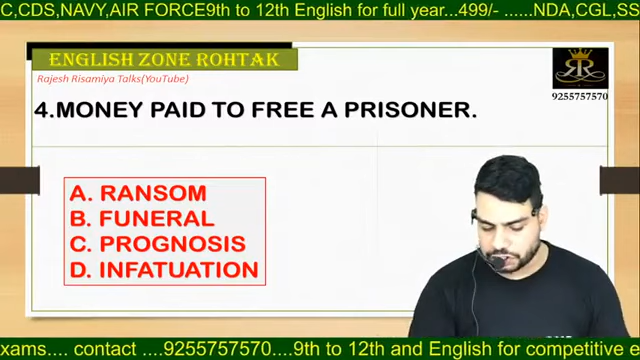 C,CDS,NAVY,AIR FORCE9th to 12th English for full year...499/- ......NDA,CGL,SS
ENGLISH ZONE ROHTAK
Rajesh Risamiya Talks(YouTube)
RR
9255757570
4.MONEY PAID TO FREE A PRISONER.
A. RANSOM
B. FUNERAL
C. PROGNOSIS
D. INFATUATION
xams.... contact ....9255757570....9th to 12th and English for competitive e